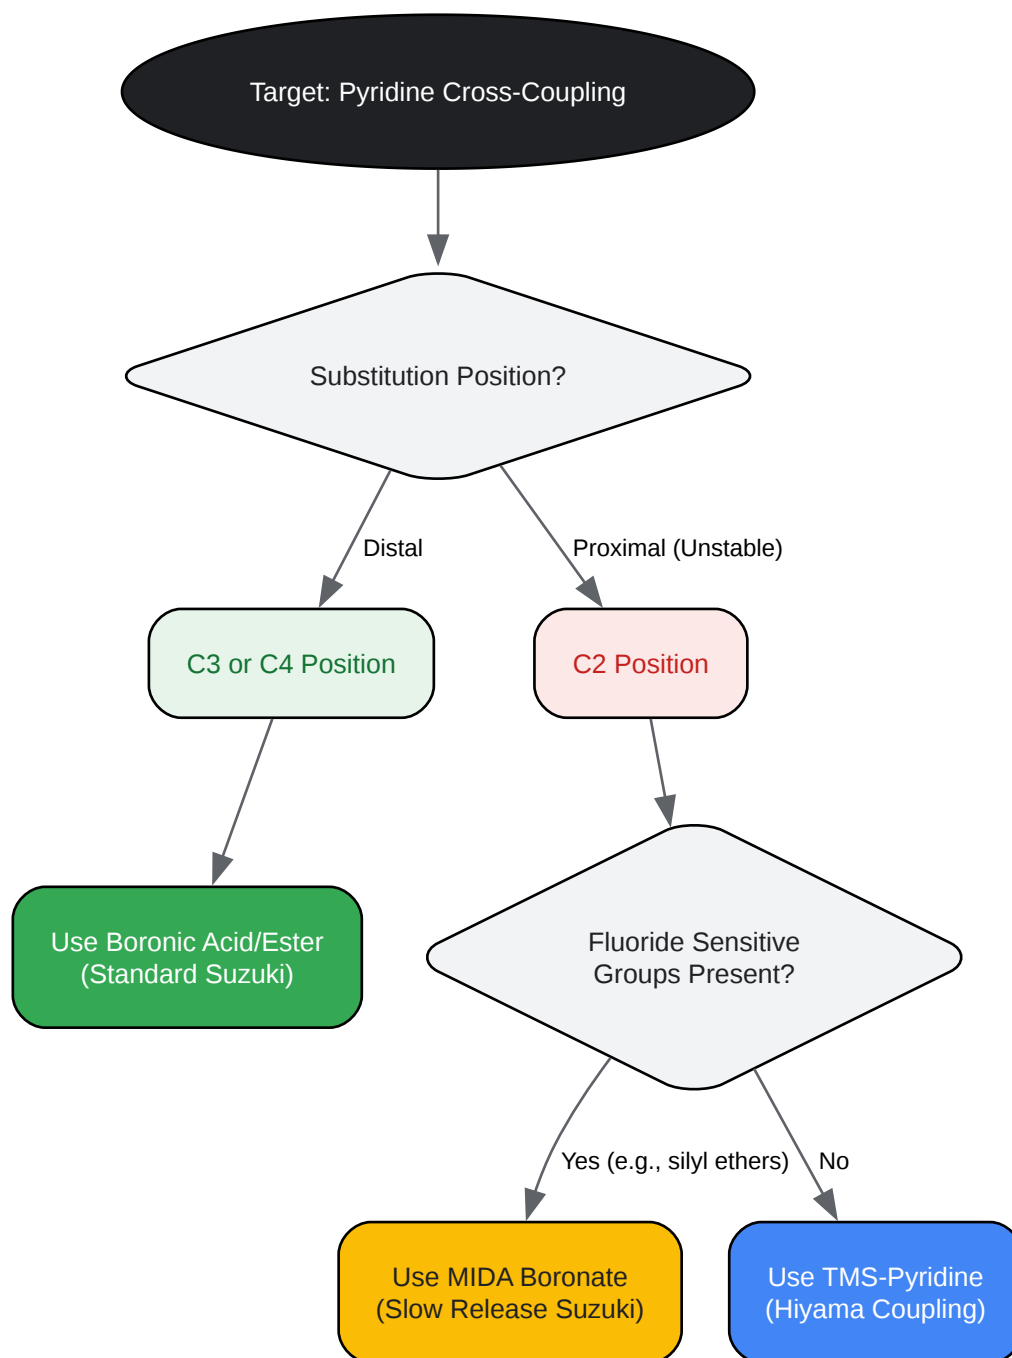 Target: Pyridine Cross-Coupling
Substitution Position?
Distal
Proximal (Unstable)
C3 or C4 Position
C2 Position
Use Boronic Acid/Ester
(Standard Suzuki)
Fluoride Sensitive
Groups Present?
Yes (e.g., silyl ethers)
No
Use MIDA Boronate
(Slow Release Suzuki)
Use TMS-Pyridine
(Hiyama Coupling)